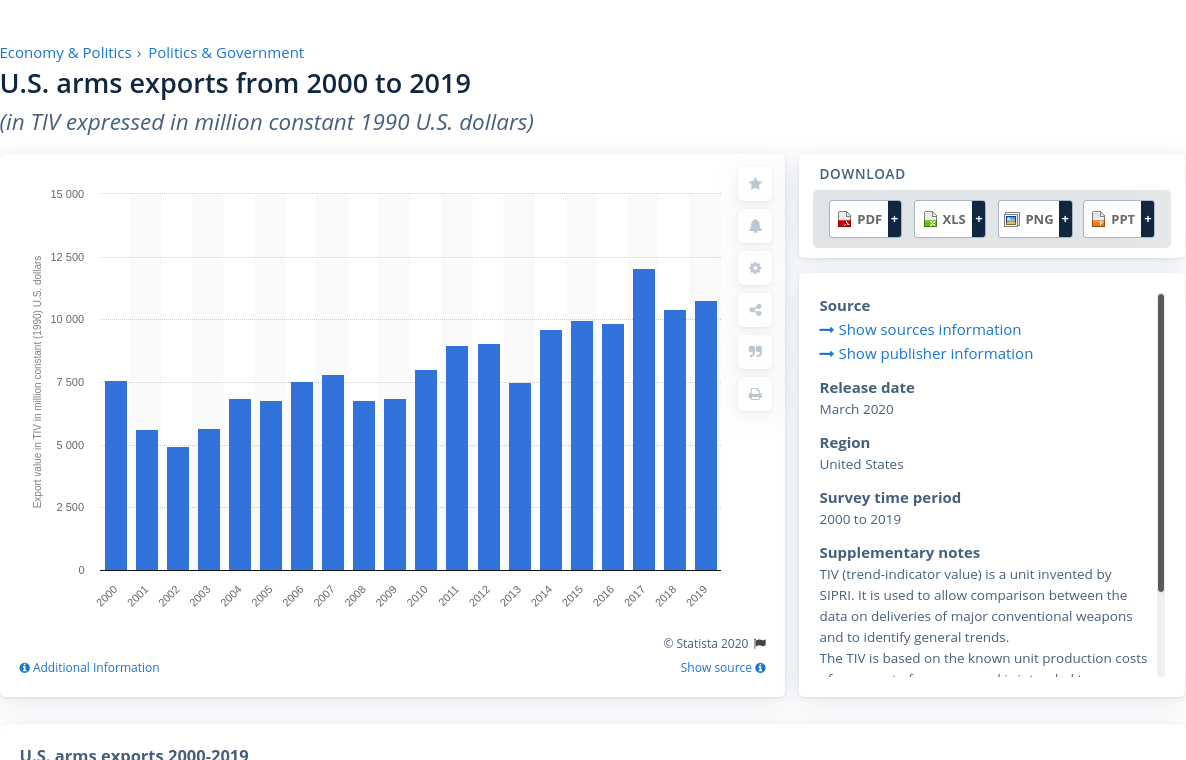 Economy & Politics › Politics & Government
U.S. arms exports from 2000 to 2019
(in TIV expressed in million constant 1990 U.S. dollars)
Export value in TIV in million constant (1990) U.S. dollars
15 000
12 500
10 000
7 500
5 000
2 500
0
2000 2001 2002 2003 2004 2005 2006 2007 2008 2009 2010 2011 2012 2013 2014 2015 2016 2017 2018 2019
© Statista 2020
Additional Information
Show source
DOWNLOAD
PDF + XLS + PNG + PPT +
Source
Show sources information
Show publisher information
Release date
March 2020
Region
United States
Survey time period
2000 to 2019
Supplementary notes
TIV (trend-indicator value) is a unit invented by
SIPRI. It is used to allow comparison between the
data on deliveries of major conventional weapons
and to identify general trends.
The TIV is based on the known unit production costs
U.S. arms exports 2000-2019